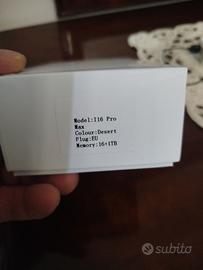 Model:I16 Pro
Max
Colour:Desert
Plug:EU
Memory:16+1TB
subito